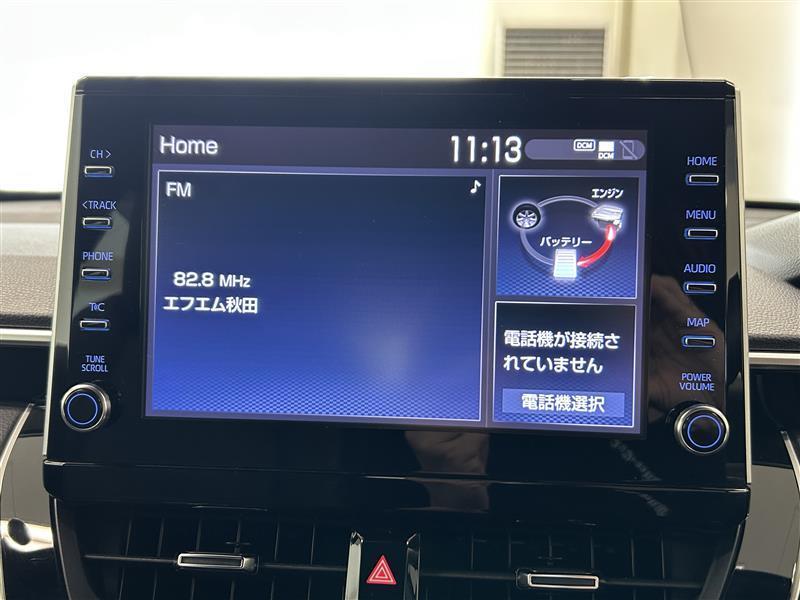 Home
11:13
DCM
DCM
FM
82.8 MHz
エフエム秋田
エンジン
バッテリー
電話機が接続さ
れていません
電話機選択
CH >
< TRACK
PHONE
T@C
TUNE
SCROLL
HOME
MENU
AUDIO
MAP
POWER
VOLUME